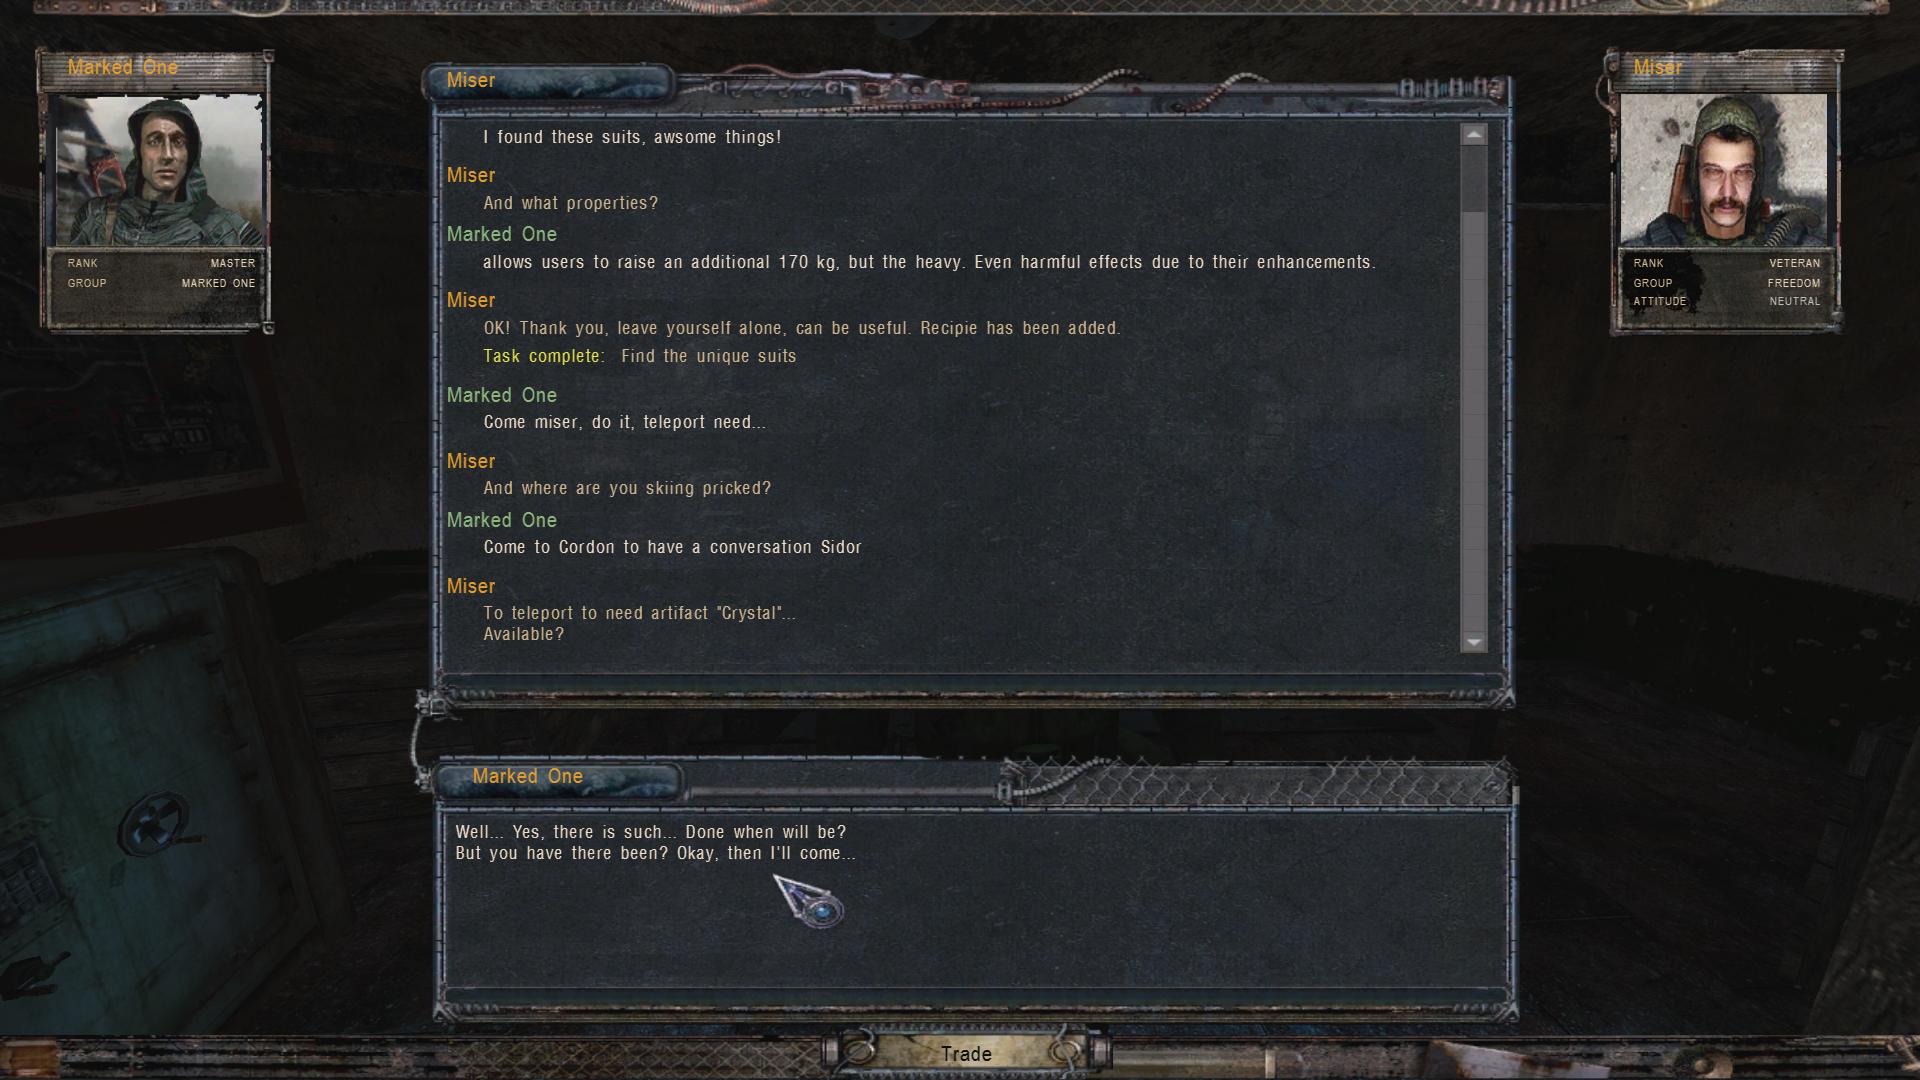 Marked One
RANK MASTER
GROUP MARKED ONE
Miser
I found these suits, awsome things!
Miser
And what properties?
Marked One
allows users to raise an additional 170 kg, but the heavy. Even harmful effects due to their enhancements.
Miser
OK! Thank you, leave yourself alone, can be useful. Recipie has been added.
Task complete: Find the unique suits
Marked One
Come miser, do it, teleport need...
Miser
And where are you skiing pricked?
Marked One
Come to Cordon to have a conversation Sidor
Miser
To teleport to need artifact "Crystal"...
Available?
Miser
RANK VETERAN
GROUP FREEDOM
ATTITUDE NEUTRAL
Marked One
Well... Yes, there is such... Done when will be?
But you have there been? Okay, then I'll come...
Trade